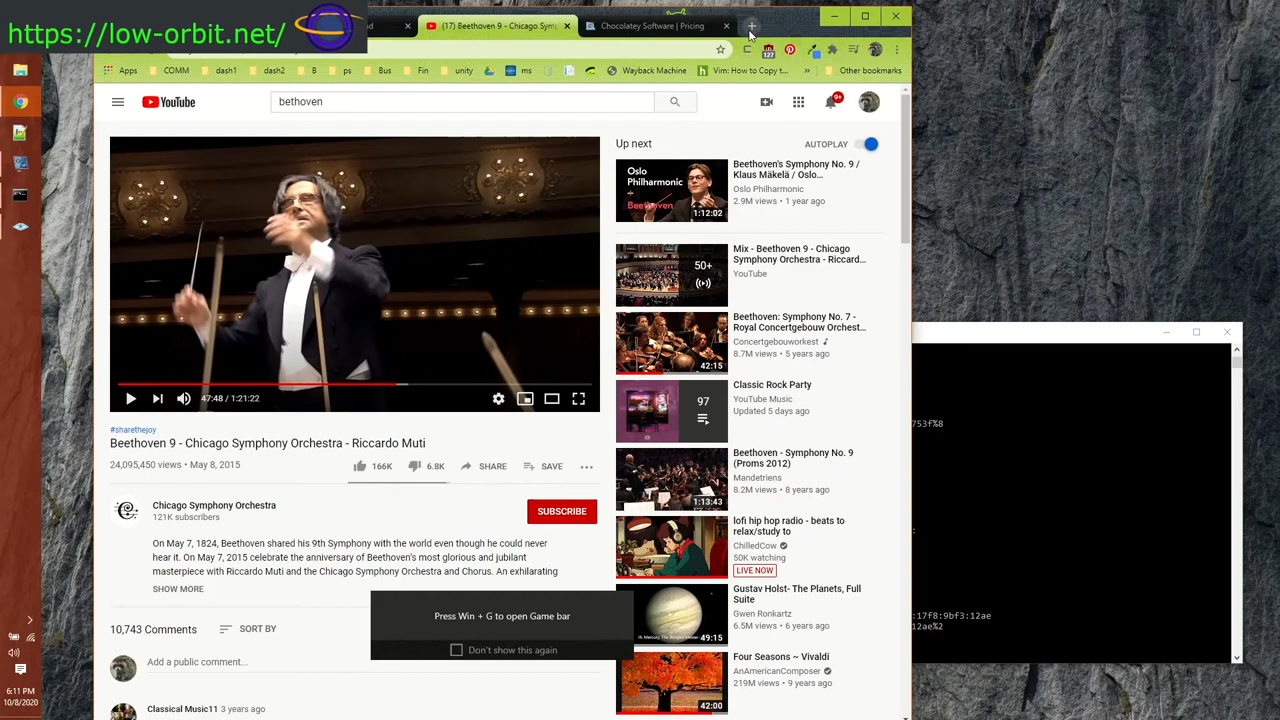 https://low-orbit.net/
(17) Beethoven 9 - Chicago Sym
Chocolatey Software | Pricing
127
Apps
COMM
dash1
dash2
B
ps
Bus
Fin
unity
ms
Wayback Machine
Vim: How to Copy t...
»
Other bookmarks
YouTube
bethoven
9+
Up next
AUTOPLAY
Oslo
Philharmonic
+
Beethoven
1:12:02
Beethoven's Symphony No. 9 /
Klaus Mäkelä / Oslo...
Oslo Philharmonic
2.9M views • 1 year ago
50+
Mix - Beethoven 9 - Chicago
Symphony Orchestra - Riccard...
YouTube
42:15
Beethoven: Symphony No. 7 -
Royal Concertgebouw Orchest...
Concertgebouworkest
8.7M views • 5 years ago
97
Classic Rock Party
YouTube Music
Updated 5 days ago
1:13:43
Beethoven - Symphony No. 9
(Proms 2012)
Mandetriens
8.2M views • 8 years ago
lofi hip hop radio - beats to
relax/study to
ChilledCow
50K watching
LIVE NOW
49:15
Gustav Holst- The Planets, Full
Suite
Gwen Ronkartz
6.5M views • 6 years ago
42:00
Four Seasons ~ Vivaldi
AnAmericanComposer
219M views • 9 years ago
47:48 / 1:21:22
#sharethejoy
Beethoven 9 - Chicago Symphony Orchestra - Riccardo Muti
24,095,450 views • May 8, 2015
166K
6.8K
SHARE
SAVE
Chicago Symphony Orchestra
121K subscribers
SUBSCRIBE
On May 7, 1824, Beethoven shared his 9th Symphony with the world even though he could never
hear it. On May 7, 2015 celebrate the anniversary of Beethoven's most glorious and jubilant
masterpiece with Riccardo Muti and the Chicago Symphony Orchestra and Chorus. An exhilarating
SHOW MORE
Press Win + G to open Game bar
Don't show this again
10,743 Comments
SORT BY
Add a public comment...
Classical Music11 3 years ago
753f%8
:
:17f8:9bf3:12ae
12ae%2
6:11 PM
10/8/2020